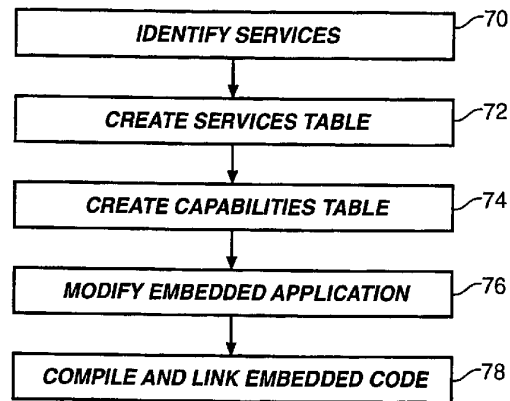 IDENTIFY SERVICES 70
CREATE SERVICES TABLE 72
CREATE CAPABILITIES TABLE 74
MODIFY EMBEDDED APPLICATION 76
COMPILE AND LINK EMBEDDED CODE 78